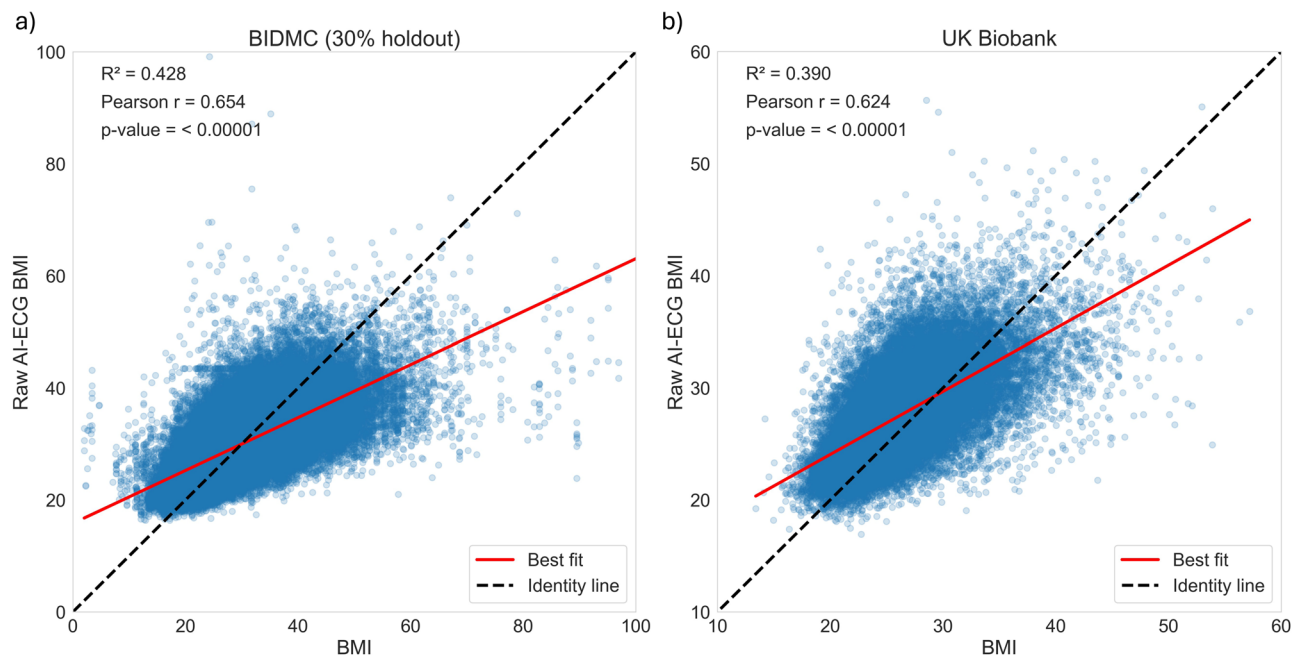 a)
BIDMC (30% holdout)
R² = 0.428
Pearson r = 0.654
p-value = < 0.00001
100
80
60
40
20
0
Raw AI-ECG BMI
0 20 40 60 80 100
BMI
Best fit
Identity line
b)
UK Biobank
R² = 0.390
Pearson r = 0.624
p-value = < 0.00001
60
50
40
30
20
10
Raw AI-ECG BMI
10 20 30 40 50 60
BMI
Best fit
Identity line